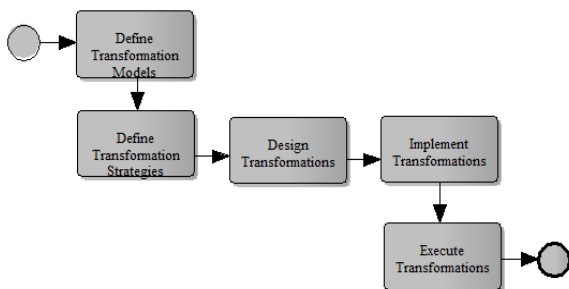 Define
Transformation
Models
Define
Transformation
Strategies
Design
Transformations
Implement
Transformations
Execute
Transformations